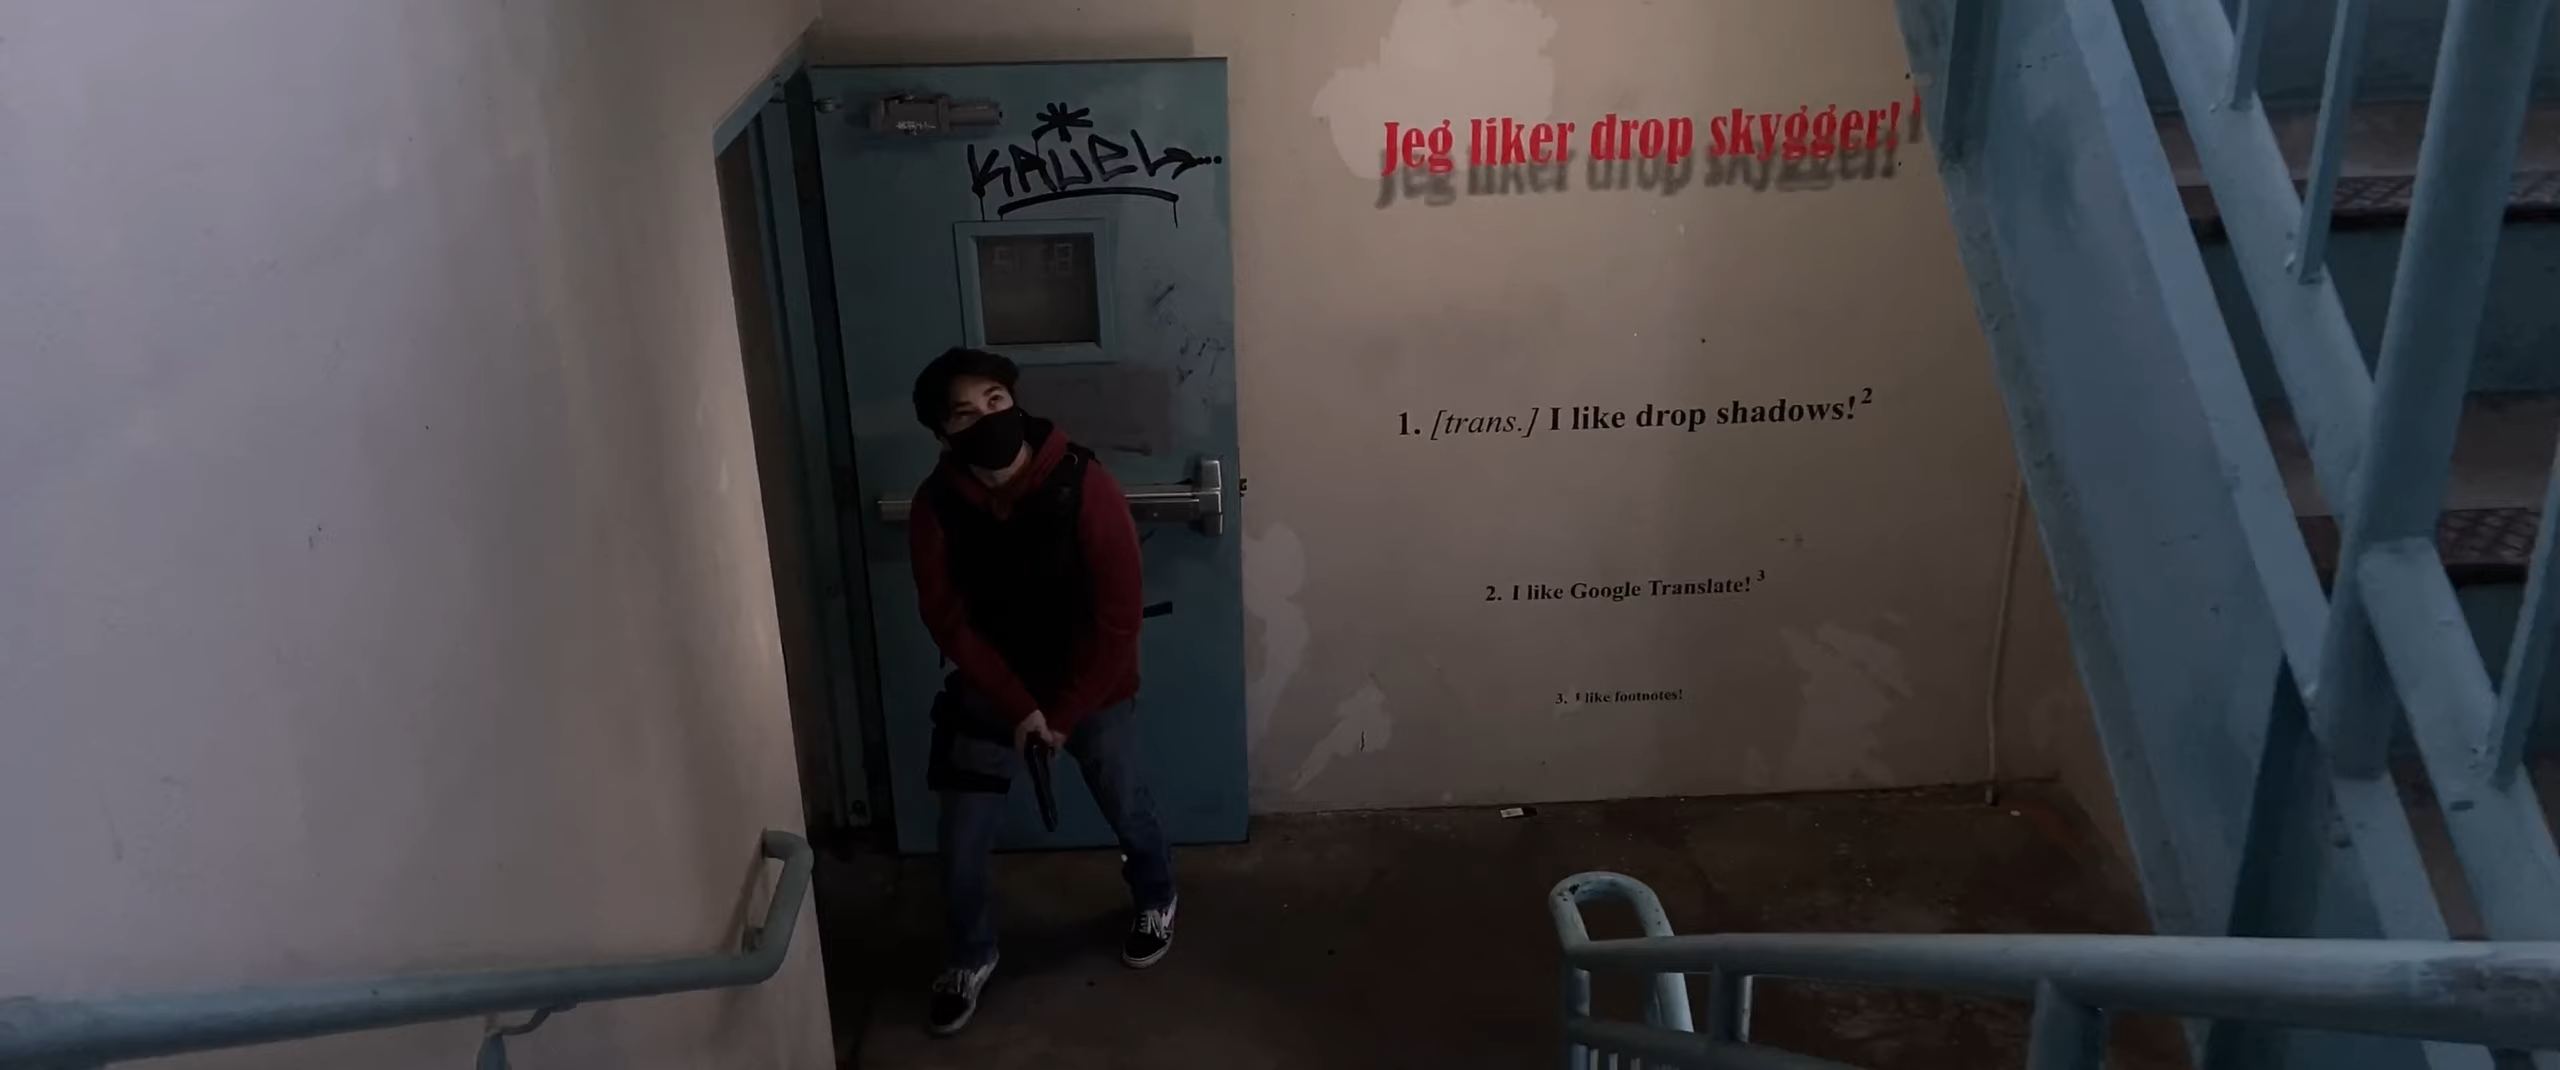 KAUEL
Jeg liker drop skygger!¹
1. [trans.] I like drop shadows!²
2. I like Google Translate!³
3. I like footnotes!